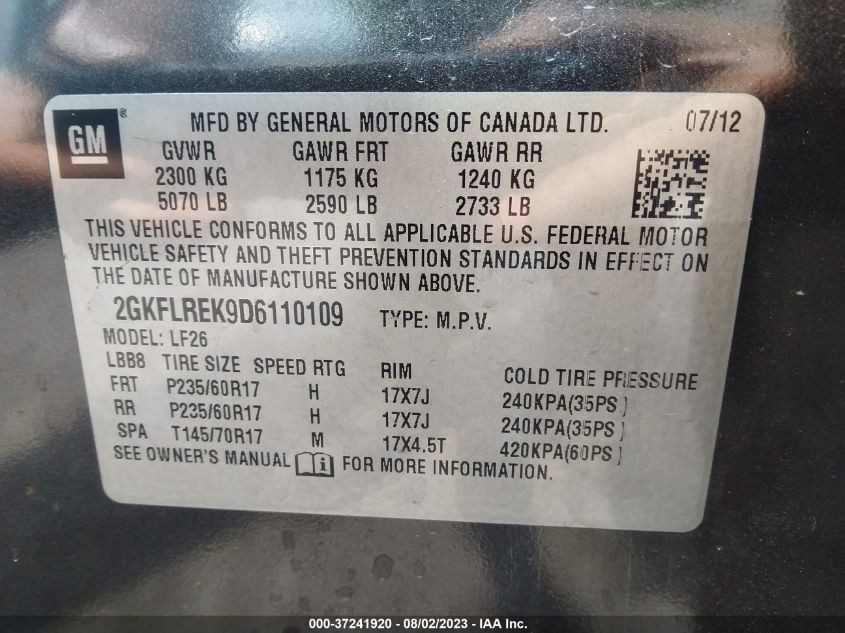 GM ® MFD BY GENERAL MOTORS OF CANADA LTD. 07/12
GVWR GAWR FRT GAWR RR
2300 KG 1175 KG 1240 KG
5070 LB 2590 LB 2733 LB
THIS VEHICLE CONFORMS TO ALL APPLICABLE U.S. FEDERAL MOTOR
VEHICLE SAFETY AND THEFT PREVENTION STANDARDS IN EFFECT ON
THE DATE OF MANUFACTURE SHOWN ABOVE.
2GKFLREK9D6110109 TYPE: M.P.V.
MODEL: LF26
LBB8 TIRE SIZE SPEED RTG RIM COLD TIRE PRESSURE
FRT P235/60R17 H 17X7J 240KPA(35PS)
RR P235/60R17 H 17X7J 240KPA(35PS)
SPA T145/70R17 M 17X4.5T 420KPA(60PS)
SEE OWNER'S MANUAL i FOR MORE INFORMATION.
000-37241920 - 08/02/2023 - IAA Inc.